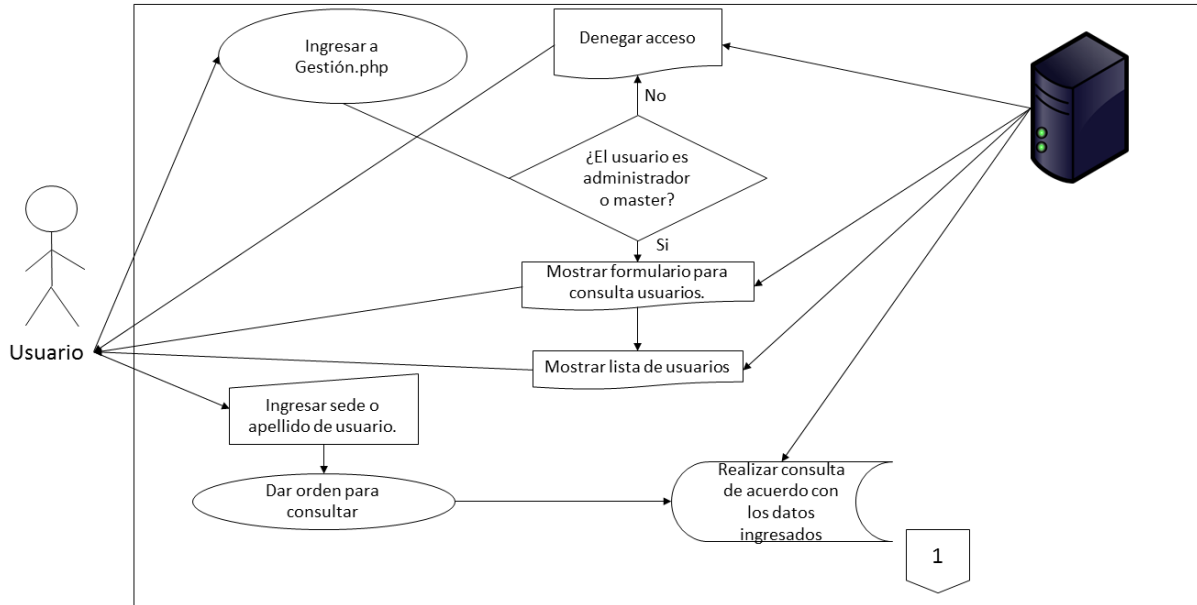 Ingresar a
Gestión.php
Denegar acceso
No
¿El usuario es
administrador
o master?
Si
Mostrar formulario para
consulta usuarios.
Usuario
Mostrar lista de usuarios
Ingresar sede o
apellido de usuario.
Dar orden para
consultar
Realizar consulta
de acuerdo con
los datos
ingresados
1